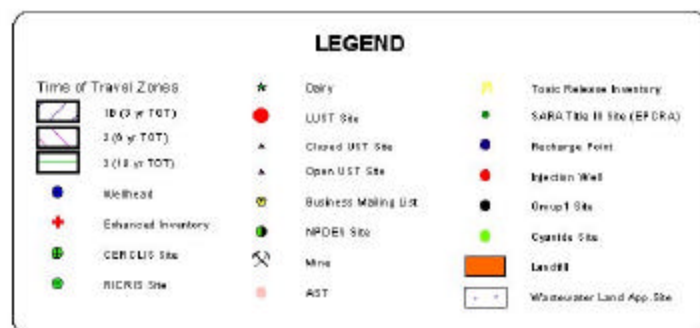 LEGEND
Time of Travel Zones
1B (3 yr TOT)
2 (6 yr TOT)
3 (10 yr TOT)
Wellhead
Enhanced Inventory
CERCLIS Site
RICRIS Site
Dairy
LUST Site
Closed UST Site
Open UST Site
Business Mailing List
NPDES Site
Mine
AST
Toxic Release Inventory
SARA Title III Site (EPCRA)
Recharge Point
Injection Well
Group1 Site
Cyanide Site
Landfill
Wastewater Land App. Site